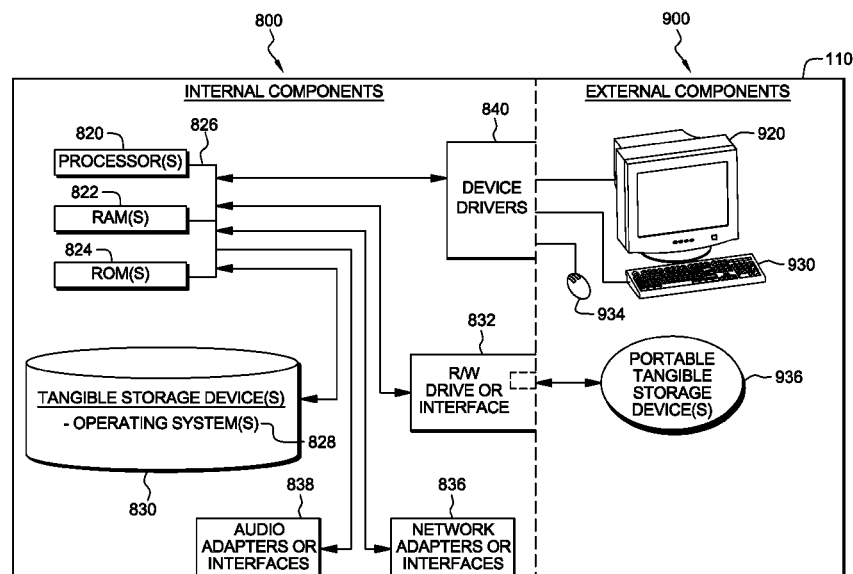 800
900
110
INTERNAL COMPONENTS
EXTERNAL COMPONENTS
820
826
PROCESSOR(S)
822
RAM(S)
824
ROM(S)
840
DEVICE
DRIVERS
920
930
934
832
R/W
DRIVE OR
INTERFACE
PORTABLE
TANGIBLE
STORAGE
DEVICE(S)
936
TANGIBLE STORAGE DEVICE(S)
- OPERATING SYSTEM(S)
828
830
838
AUDIO
ADAPTERS OR
INTERFACES
836
NETWORK
ADAPTERS OR
INTERFACES